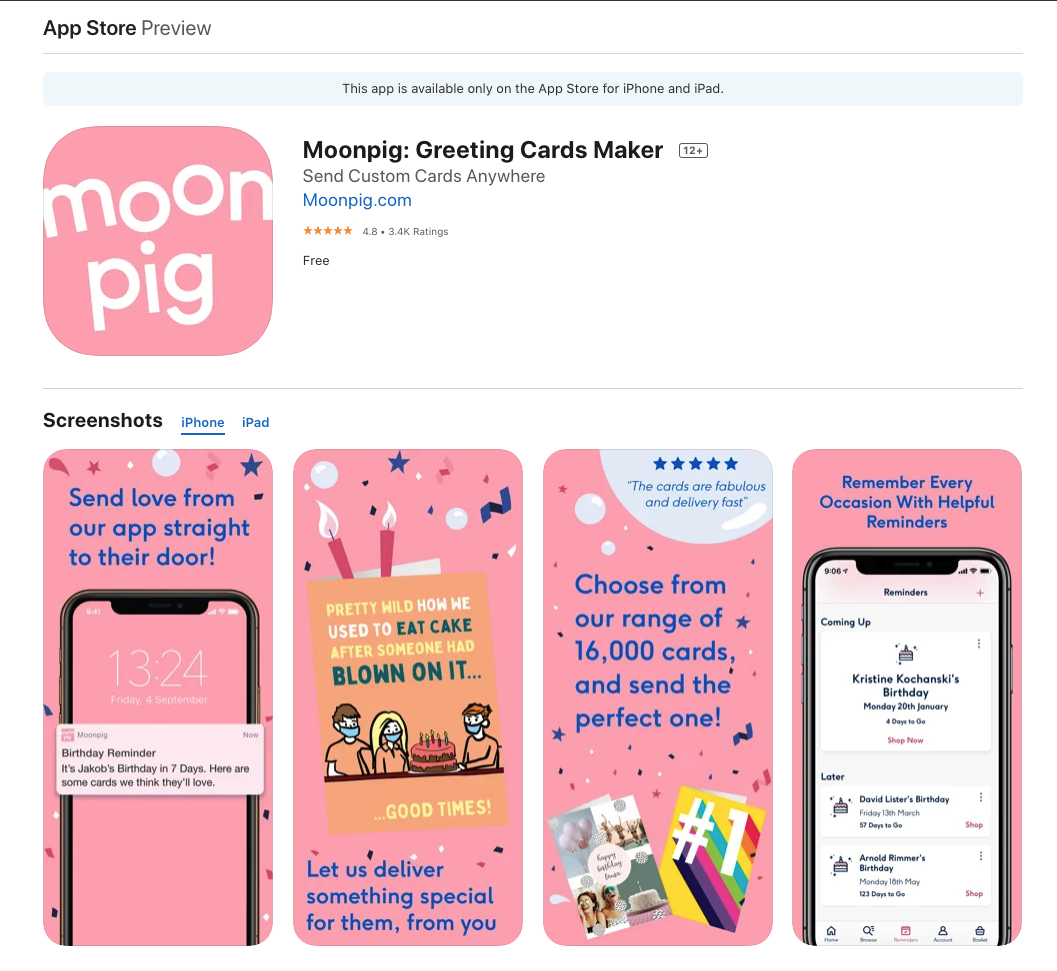 App Store Preview
This app is available only on the App Store for iPhone and iPad.
moon
pig
Moonpig: Greeting Cards Maker 12+
Send Custom Cards Anywhere
Moonpig.com
4.8 • 3.4K Ratings
Free
Screenshots iPhone iPad
Send love from
our app straight
to their door!
9:41
13:24
Friday, 4 September
moon
pig
Moonpig Now
Birthday Reminder
It's Jakob's Birthday in 7 Days. Here are
some cards we think they'll love.
PRETTY WILD HOW WE
USED TO EAT CAKE
AFTER SOMEONE HAD
BLOWN ON IT...
...GOOD TIMES!
Let us deliver
something special
for them, from you
"The cards are fabulous
and delivery fast"
Choose from
our range of
16,000 cards,
and send the
perfect one!
happy
birthday
laura
#1
Remember Every
Occasion With Helpful
Reminders
9:06
Reminders +
Coming Up
Kristine Kochanski's
Birthday
Monday 20th January
4 Days to Go
Shop Now
Later
David Lister's Birthday
Friday 13th March
57 Days to Go Shop
Arnold Rimmer's
Birthday
Monday 18th May
123 Days to Go Shop
Home Browse Reminders Account Basket